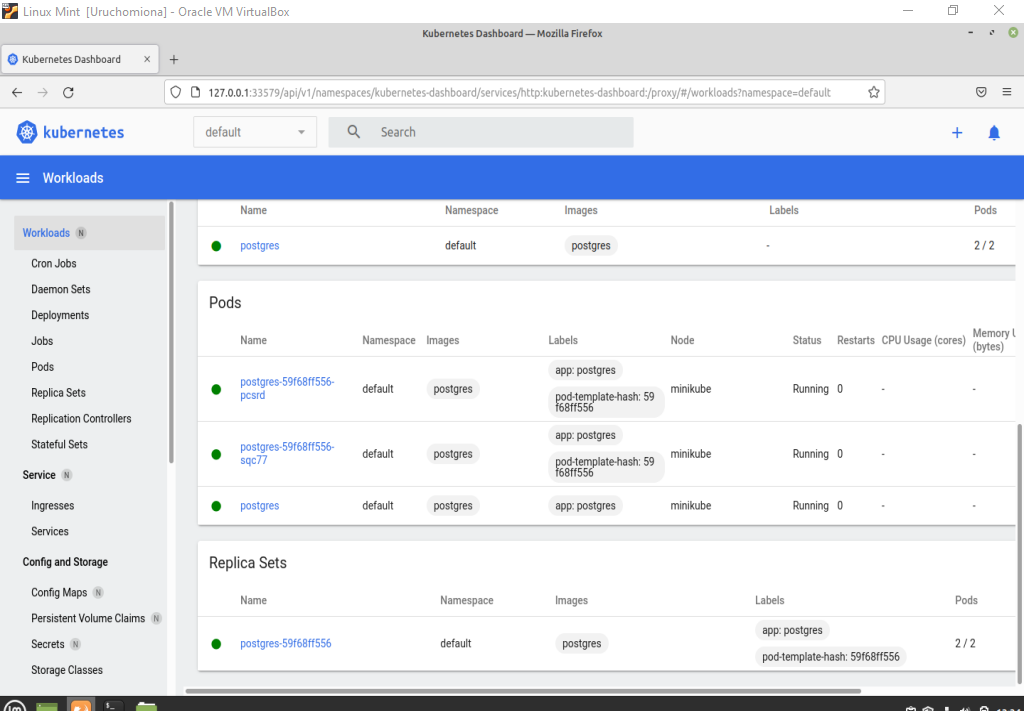 Linux Mint [Uruchomiona] - Oracle VM VirtualBox
Kubernetes Dashboard — Mozilla Firefox
Kubernetes Dashboard
127.0.0.1:33579/api/v1/namespaces/kubernetes-dashboard/services/http:kubernetes-dashboard:/proxy/#/workloads?namespace=default
kubernetes
default
Search
Workloads
Workloads N
Cron Jobs
Daemon Sets
Deployments
Jobs
Pods
Replica Sets
Replication Controllers
Stateful Sets
Service N
Ingresses
Services
Config and Storage
Config Maps N
Persistent Volume Claims N
Secrets N
Storage Classes
Name Namespace Images Labels Pods
postgres default postgres - 2 / 2
Pods
Name Namespace Images Labels Node Status Restarts CPU Usage (cores) Memory U
(bytes)
app: postgres
postgres-59f68ff556-
pcsrd
default postgres
pod-template-hash: 59
f68ff556
minikube Running 0 - -
app: postgres
postgres-59f68ff556-
sqc77
default postgres
pod-template-hash: 59
f68ff556
minikube Running 0 - -
postgres default postgres app: postgres minikube Running 0 - -
Replica Sets
Name Namespace Images Labels Pods
app: postgres
postgres-59f68ff556 default postgres 2 / 2
pod-template-hash: 59f68ff556